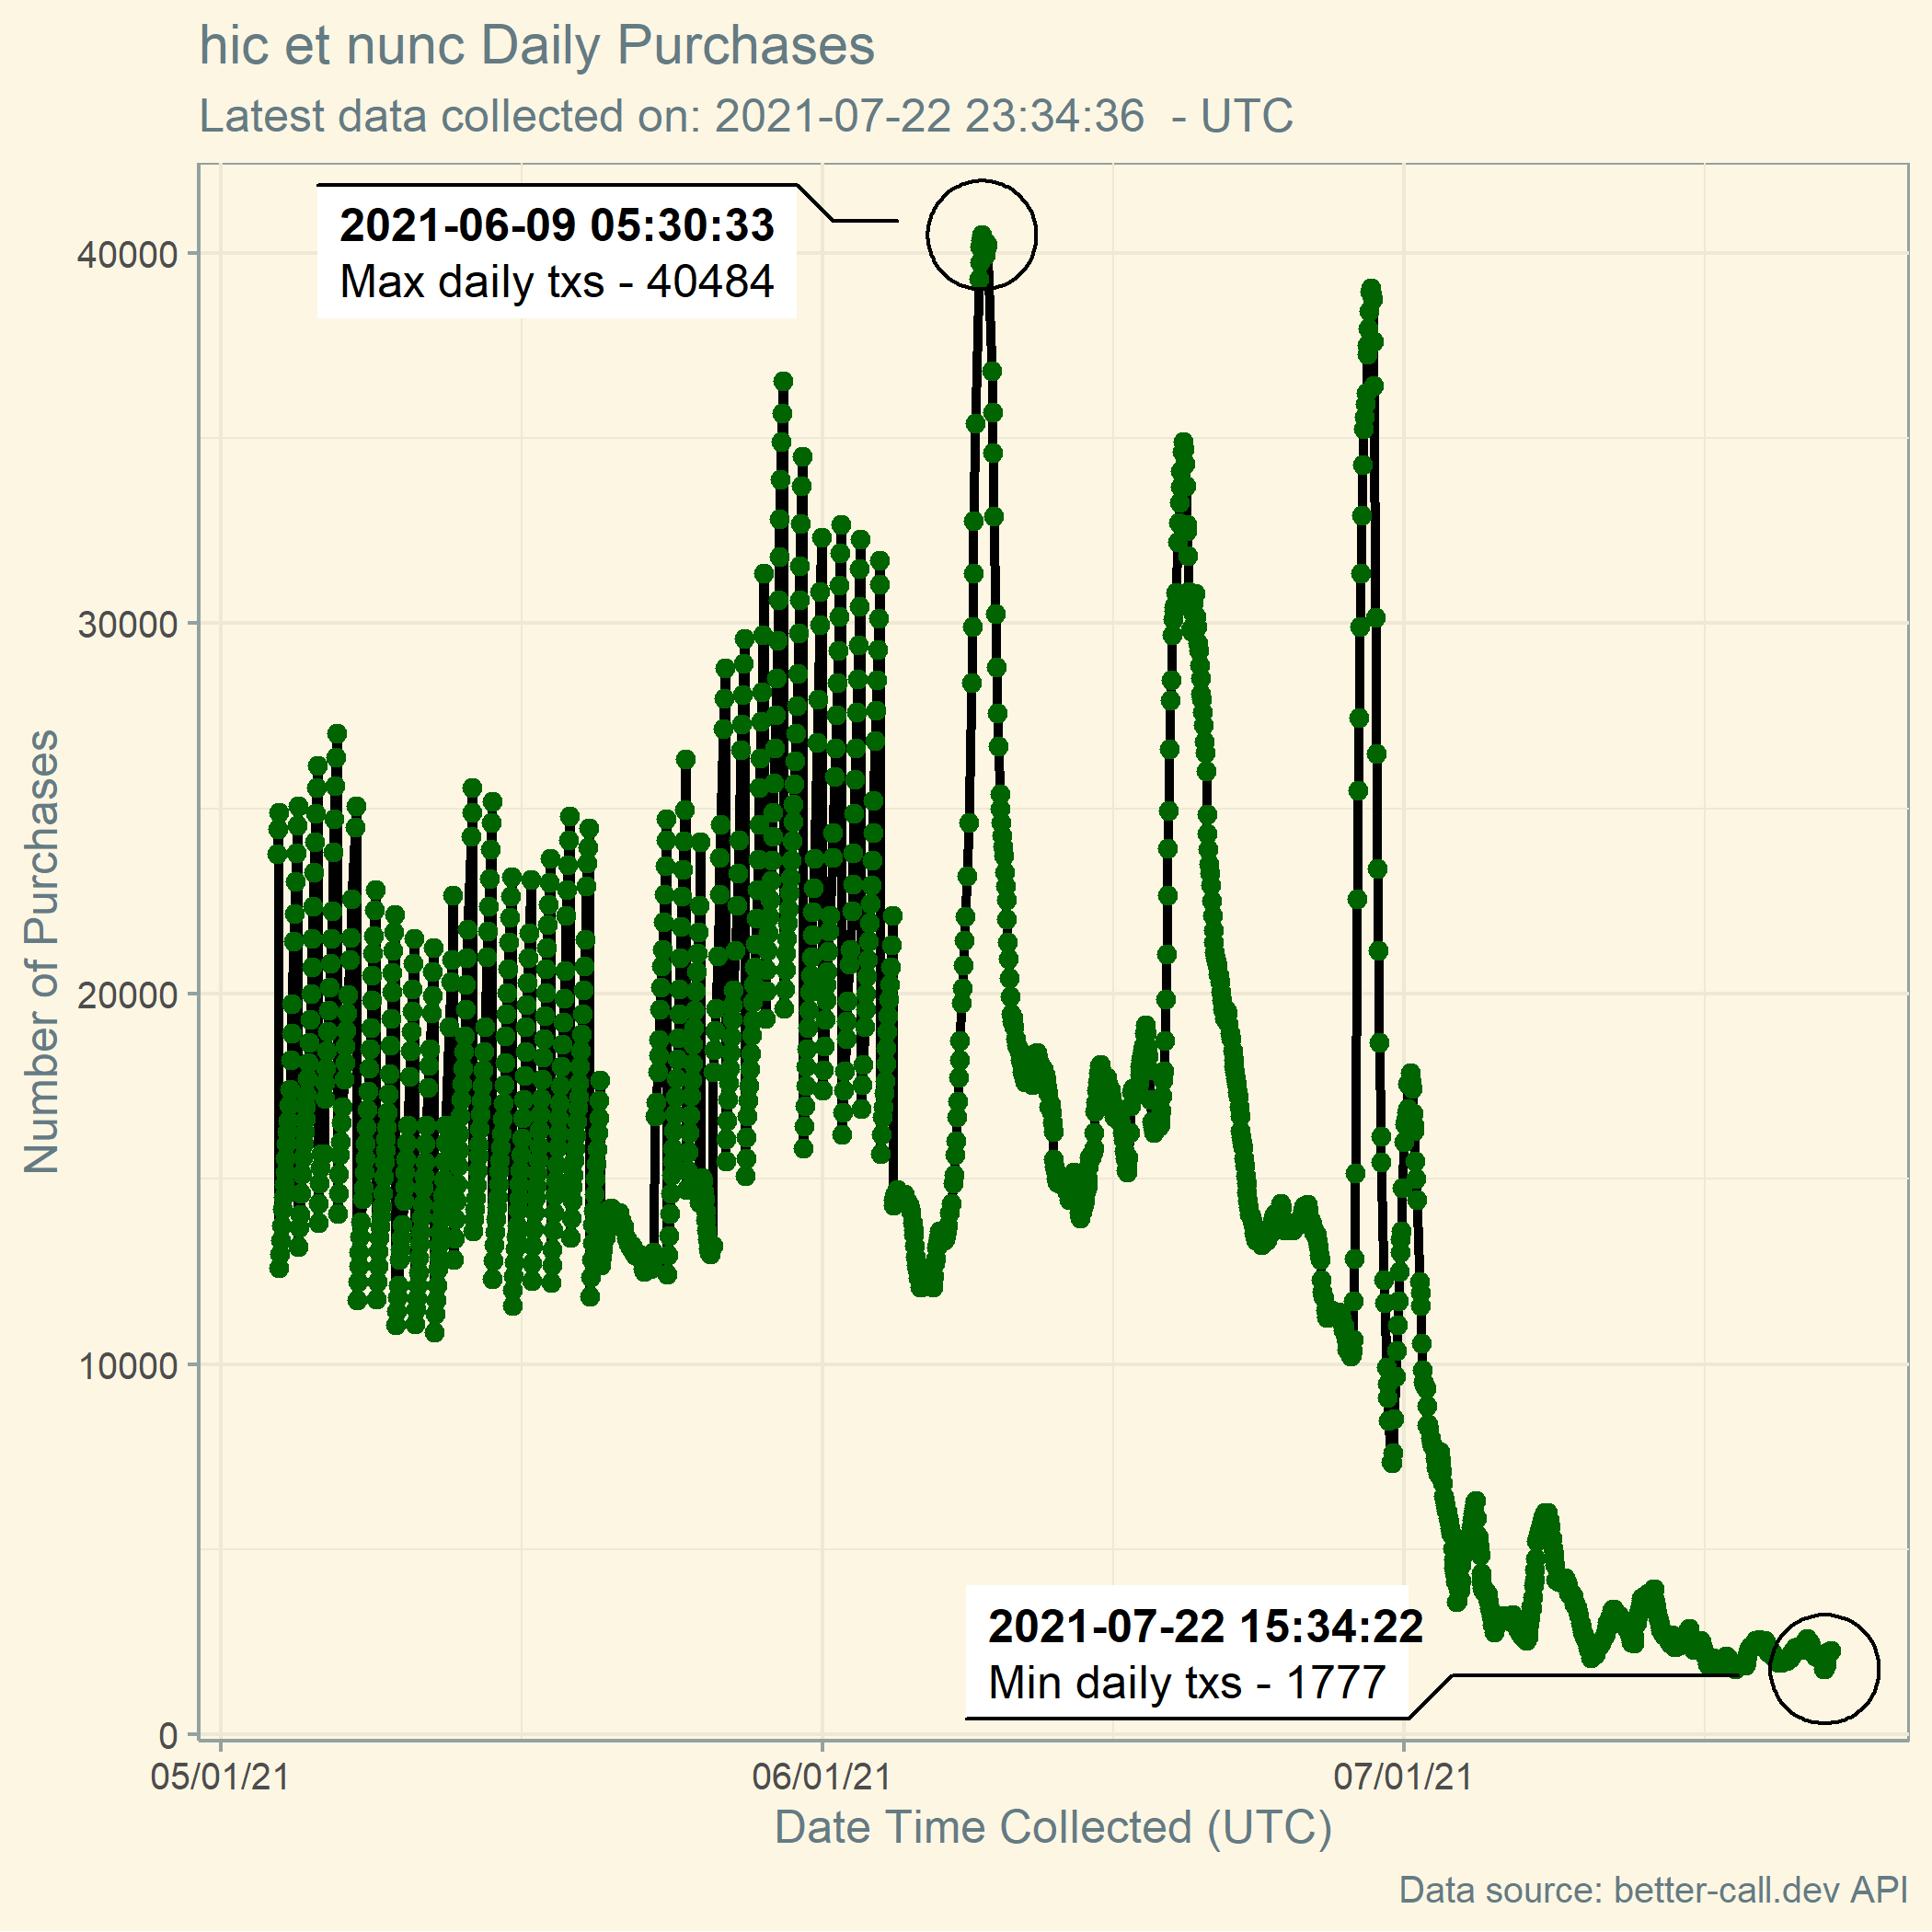 hic et nunc Daily Purchases
Latest data collected on: 2021-07-22 23:34:36  - UTC
2021-06-09 05:30:33
Max daily txs - 40484
40000
30000
20000
10000
0
Number of Purchases
2021-07-22 15:34:22
Min daily txs - 1777
05/01/21
06/01/21
07/01/21
Date Time Collected (UTC)
Data source: better-call.dev API